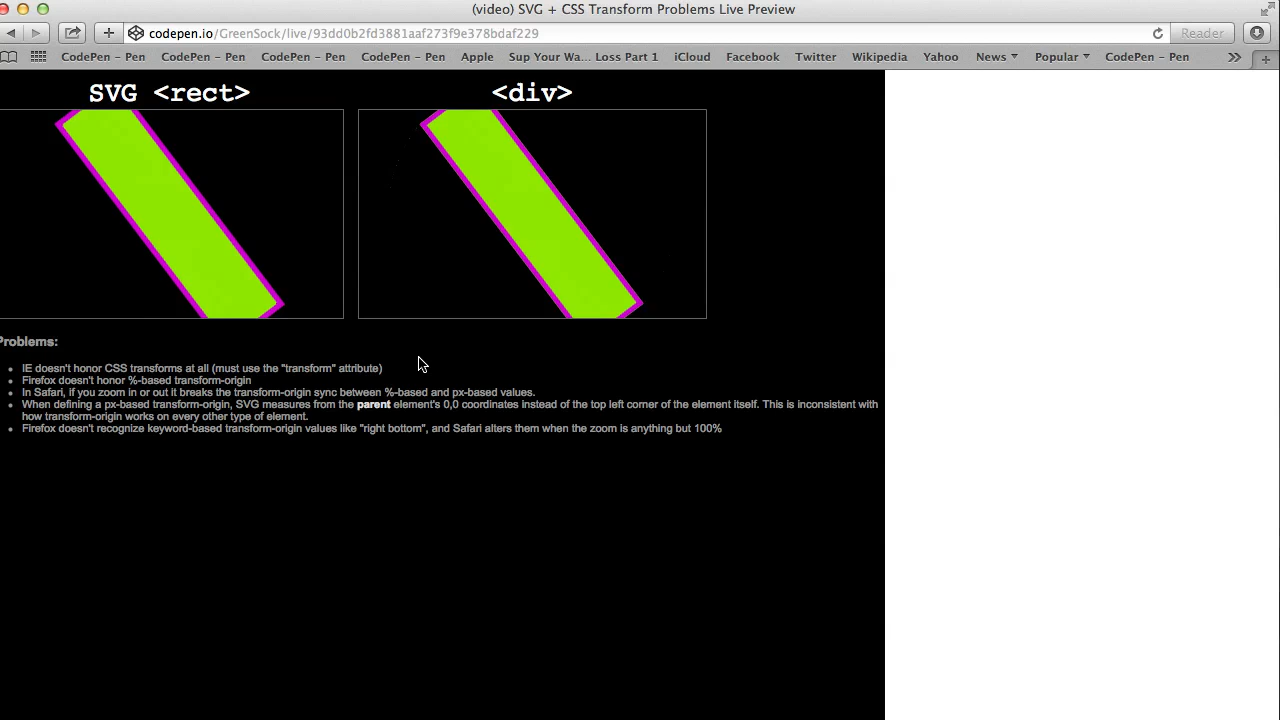 (video) SVG + CSS Transform Problems Live Preview
codepen.io/GreenSock/live/93dd0b2fd3881aaf273f9e378bdaf229 Reader
CodePen - Pen CodePen - Pen CodePen - Pen CodePen - Pen Apple Sup Your Wa... Loss Part 1 iCloud Facebook Twitter Wikipedia Yahoo News Popular CodePen - Pen
SVG <rect> <div>
Problems:
IE doesn't honor CSS transforms at all (must use the "transform" attribute)
Firefox doesn't honor %-based transform-origin
In Safari, if you zoom in or out it breaks the transform-origin sync between %-based and px-based values.
When defining a px-based transform-origin, SVG measures from the parent element's 0,0 coordinates instead of the top left corner of the element itself. This is inconsistent with
how transform-origin works on every other type of element.
Firefox doesn't recognize keyword-based transform-origin values like "right bottom", and Safari alters them when the zoom is anything but 100%